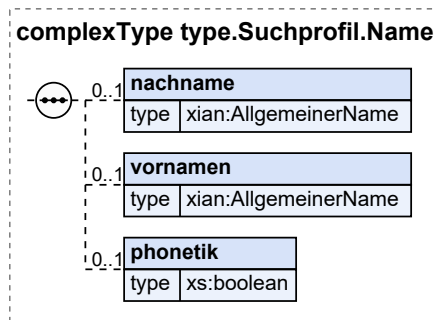 complexType type.Suchprofil.Name
0..1 nachname
type xian:AllgemeinerName
0..1 vornamen
type xian:AllgemeinerName
0..1 phonetik
type xs:boolean